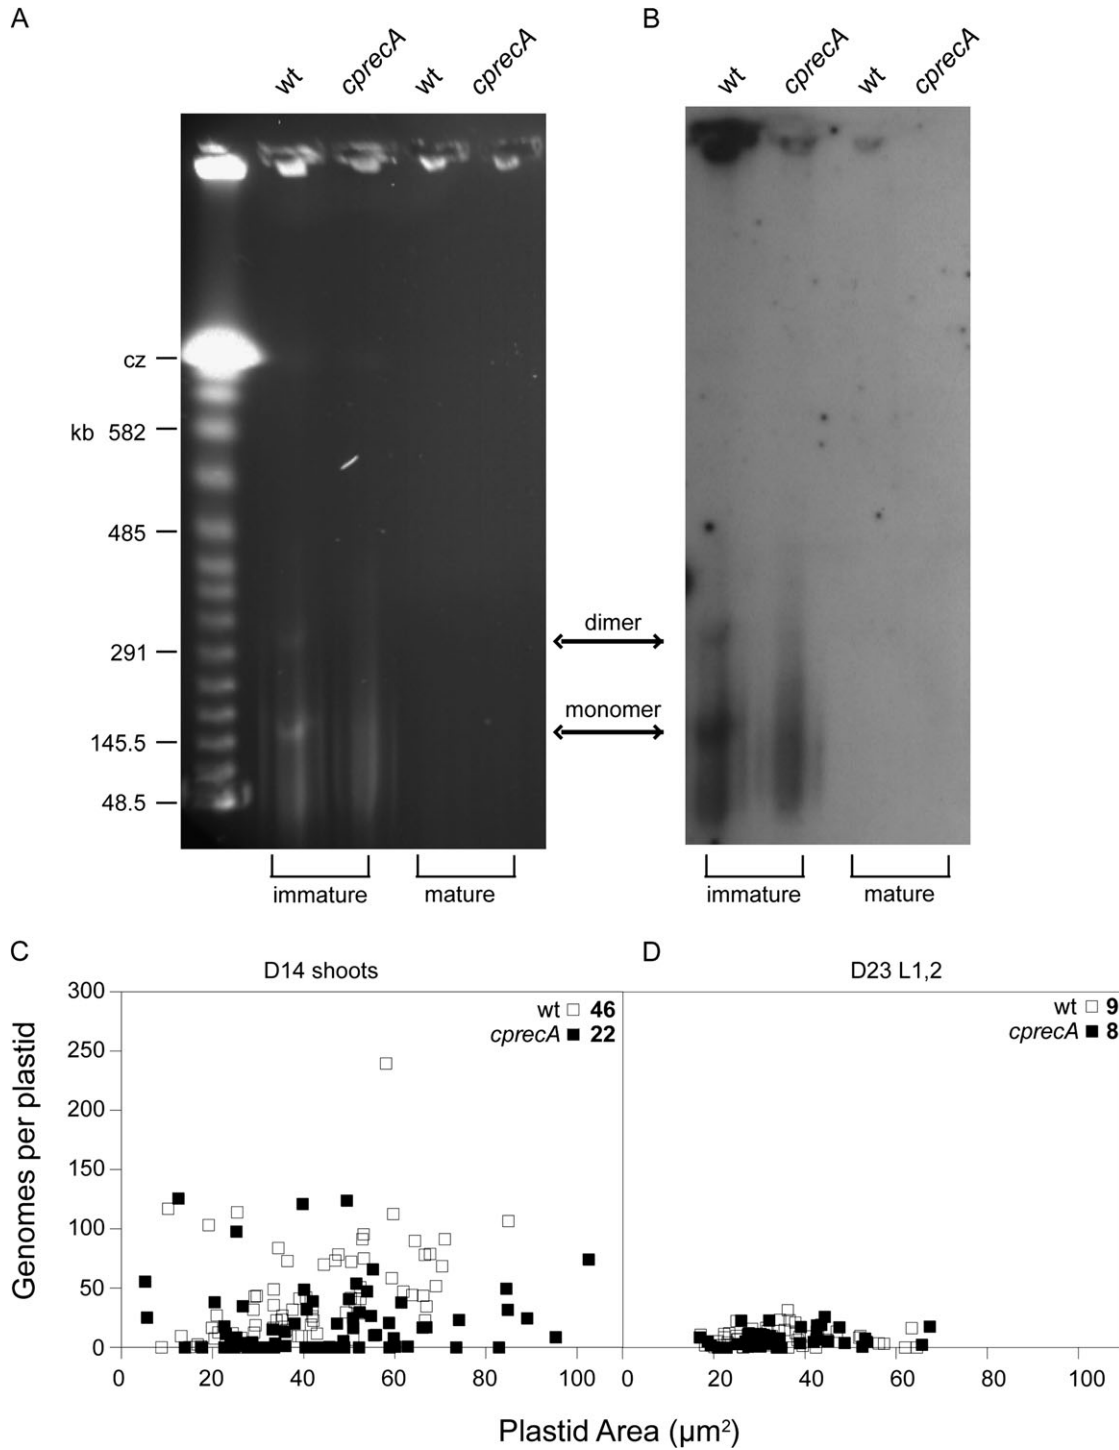 A
B
wt
cprecA
wt
cprecA
wt
cprecA
wt
cprecA
cz
kb 582
485
291
145.5
48.5
dimer
monomer
immature
mature
immature
mature
C
D
D14 shoots
D23 L1,2
wt □ 46
cprecA ■ 22
wt □ 9
cprecA ■ 8
300
250
200
150
100
50
0
Genomes per plastid
0 20 40 60 80 100
0 20 40 60 80 100
Plastid Area (µm²)